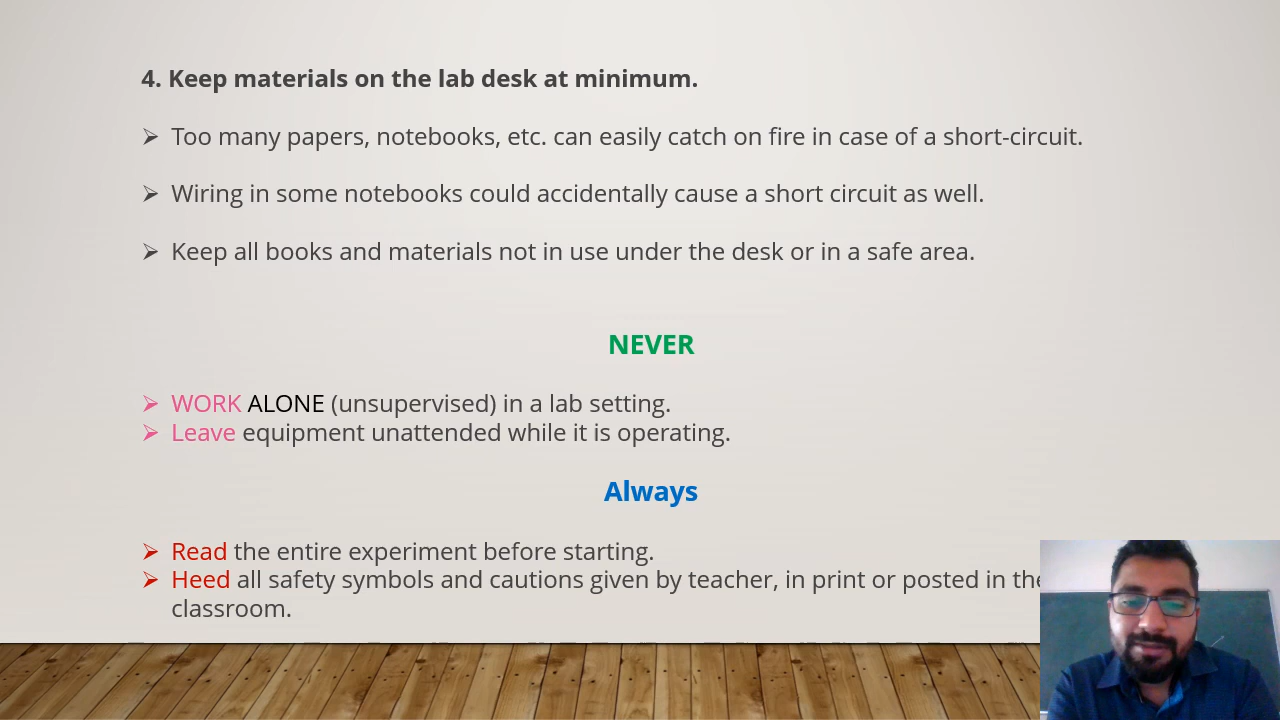 4. Keep materials on the lab desk at minimum.
Too many papers, notebooks, etc. can easily catch on fire in case of a short-circuit.
Wiring in some notebooks could accidentally cause a short circuit as well.
Keep all books and materials not in use under the desk or in a safe area.
NEVER
WORK ALONE (unsupervised) in a lab setting.
Leave equipment unattended while it is operating.
Always
Read the entire experiment before starting.
Heed all safety symbols and cautions given by teacher, in print or posted in the
classroom.